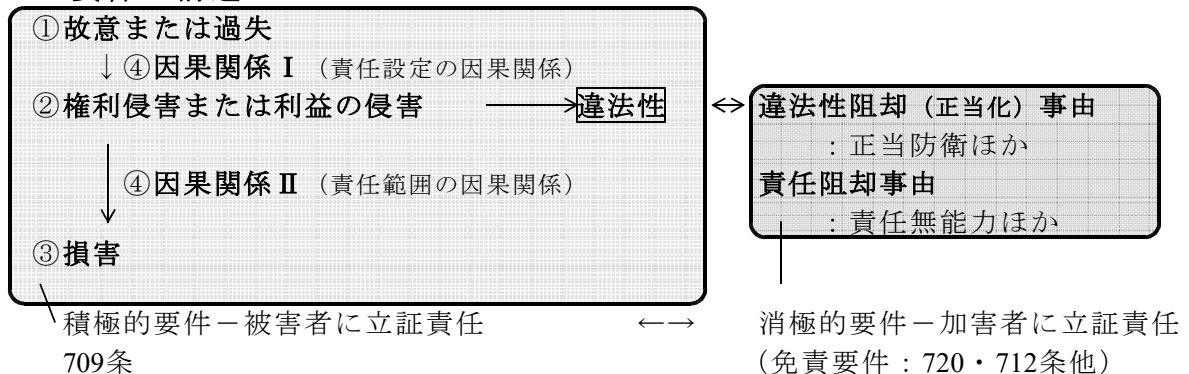 ①故意または過失
↓④因果関係Ⅰ（責任設定の因果関係）
②権利侵害または利益の侵害 ―→違法性 ↔ 違法性阻却（正当化）事由
：正当防衛ほか
④因果関係Ⅱ（責任範囲の因果関係） 責任阻却事由
：責任無能力ほか
③損害
積極的要件－被害者に立証責任 ←→ 消極的要件－加害者に立証責任
709条 （免責要件：720・712条他）